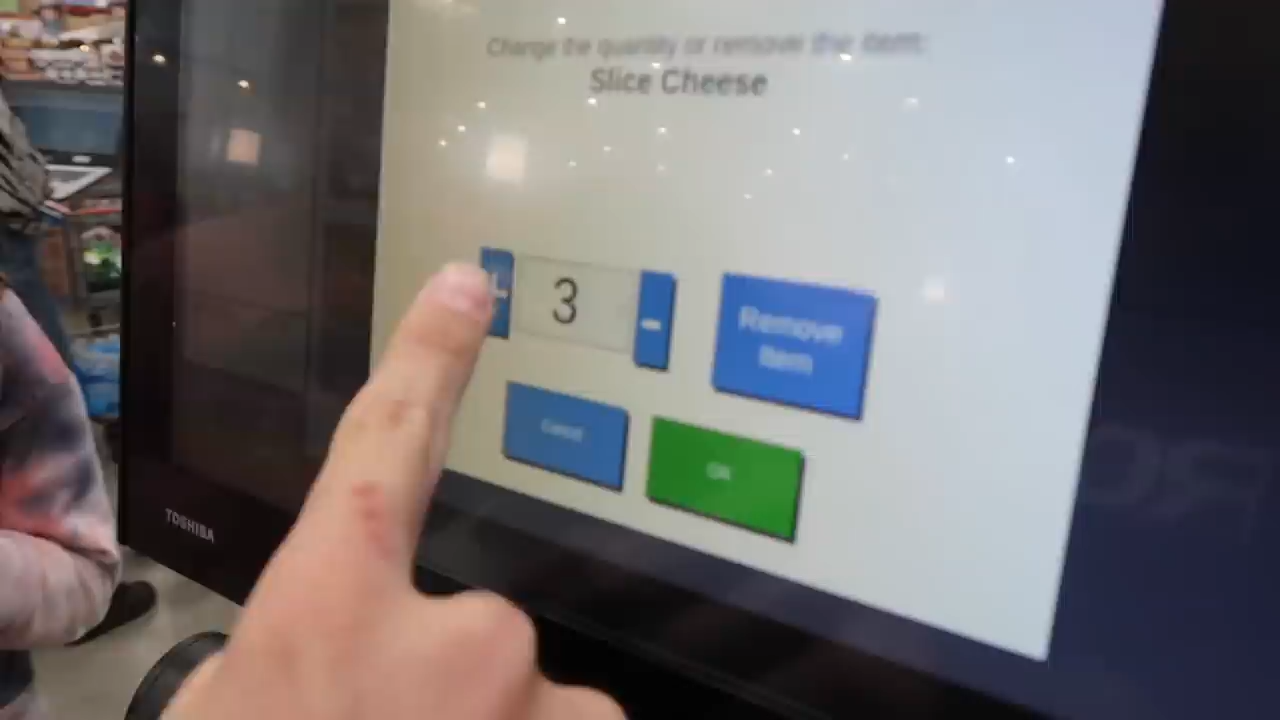 Change the quantity or remove the item:
Slice Cheese
+ 3 -
Remove
Item
Cancel
OK
TOSHIBA